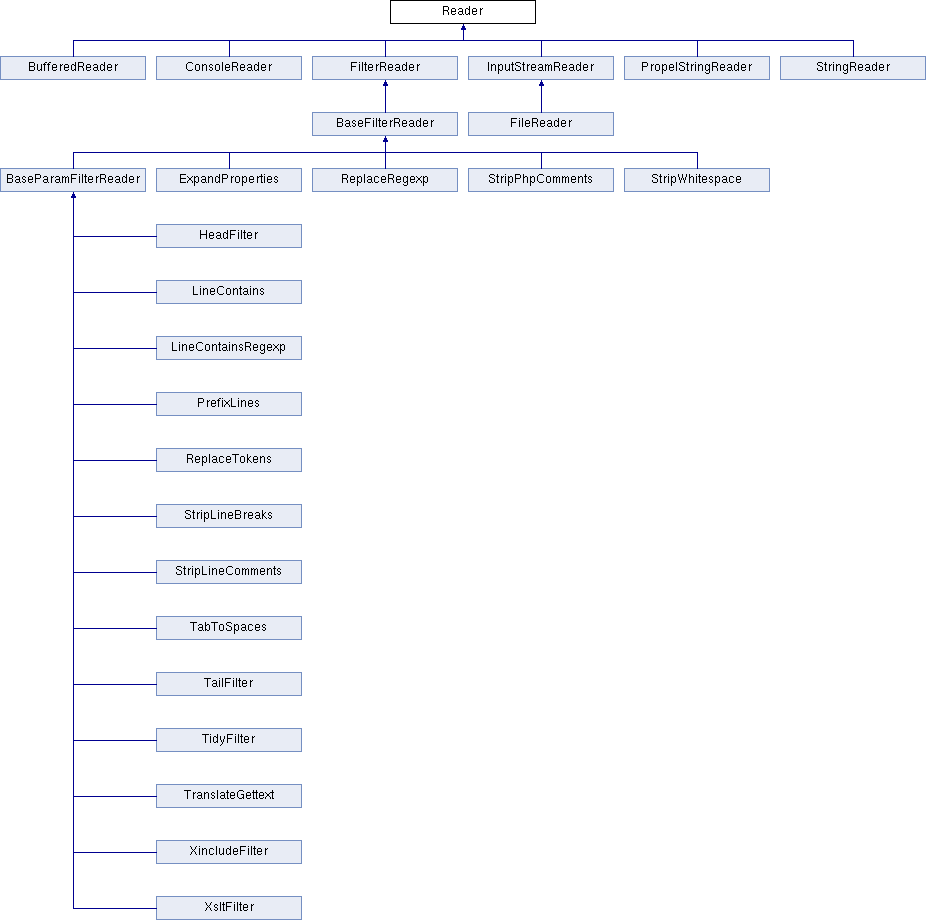 Reader
BufferedReader ConsoleReader FilterReader InputStreamReader PropelStringReader StringReader
BaseFilterReader FileReader
BaseParamFilterReader ExpandProperties ReplaceRegexp StripPhpComments StripWhitespace
HeadFilter
LineContains
LineContainsRegexp
PrefixLines
ReplaceTokens
StripLineBreaks
StripLineComments
TabToSpaces
TailFilter
TidyFilter
TranslateGettext
XincludeFilter
XsltFilter